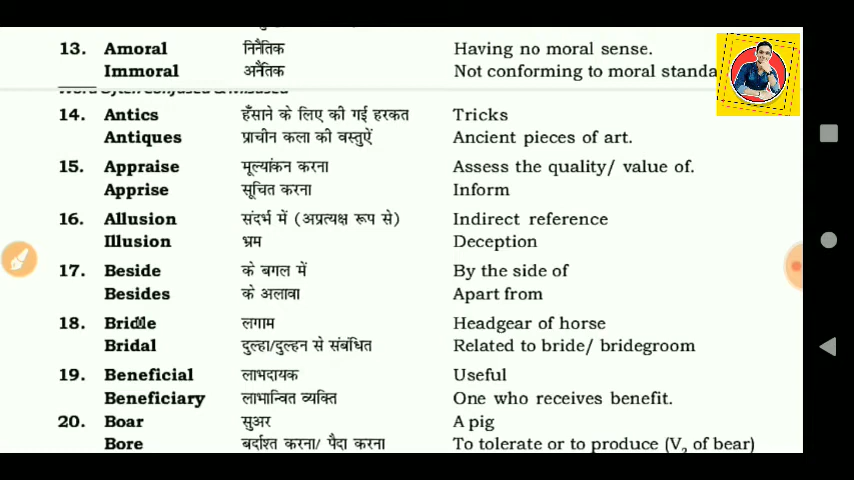 13. Amoral निनैतिक Having no moral sense.
Immoral अनैतिक Not conforming to moral standa
Word Often Confused & Misused
14. Antics हँसाने के लिए की गई हरकत Tricks
Antiques प्राचीन कला की वस्तुऐं Ancient pieces of art.
15. Appraise मूल्यांकन करना Assess the quality/ value of.
Apprise सूचित करना Inform
16. Allusion संदर्भ में (अप्रत्यक्ष रूप से) Indirect reference
Illusion भ्रम Deception
17. Beside के बगल में By the side of
Besides के अलावा Apart from
18. Bridle लगाम Headgear of horse
Bridal दुल्हा/दुल्हन से संबंधित Related to bride/ bridegroom
19. Beneficial लाभदायक Useful
Beneficiary लाभान्वित व्यक्ति One who receives benefit.
20. Boar सुअर A pig
Bore बर्दाश्त करना/ पैदा करना To tolerate or to produce (V₂ of bear)